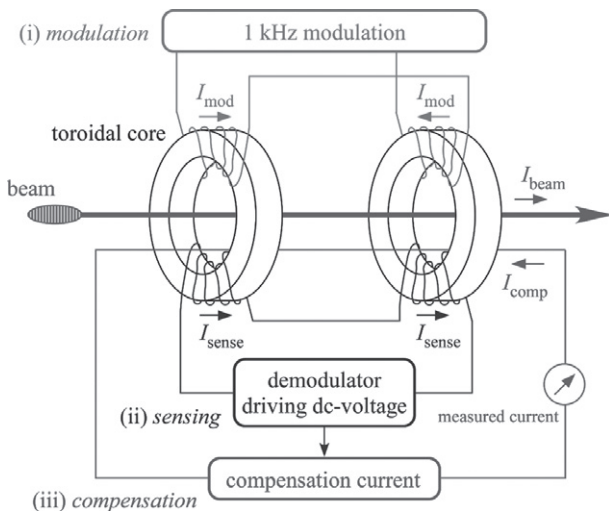 (i) modulation
1 kHz modulation
I_mod
I_mod
toroidal core
beam
I_beam
I_comp
I_sense
I_sense
demodulator
driving dc-voltage
(ii) sensing
measured current
compensation current
(iii) compensation